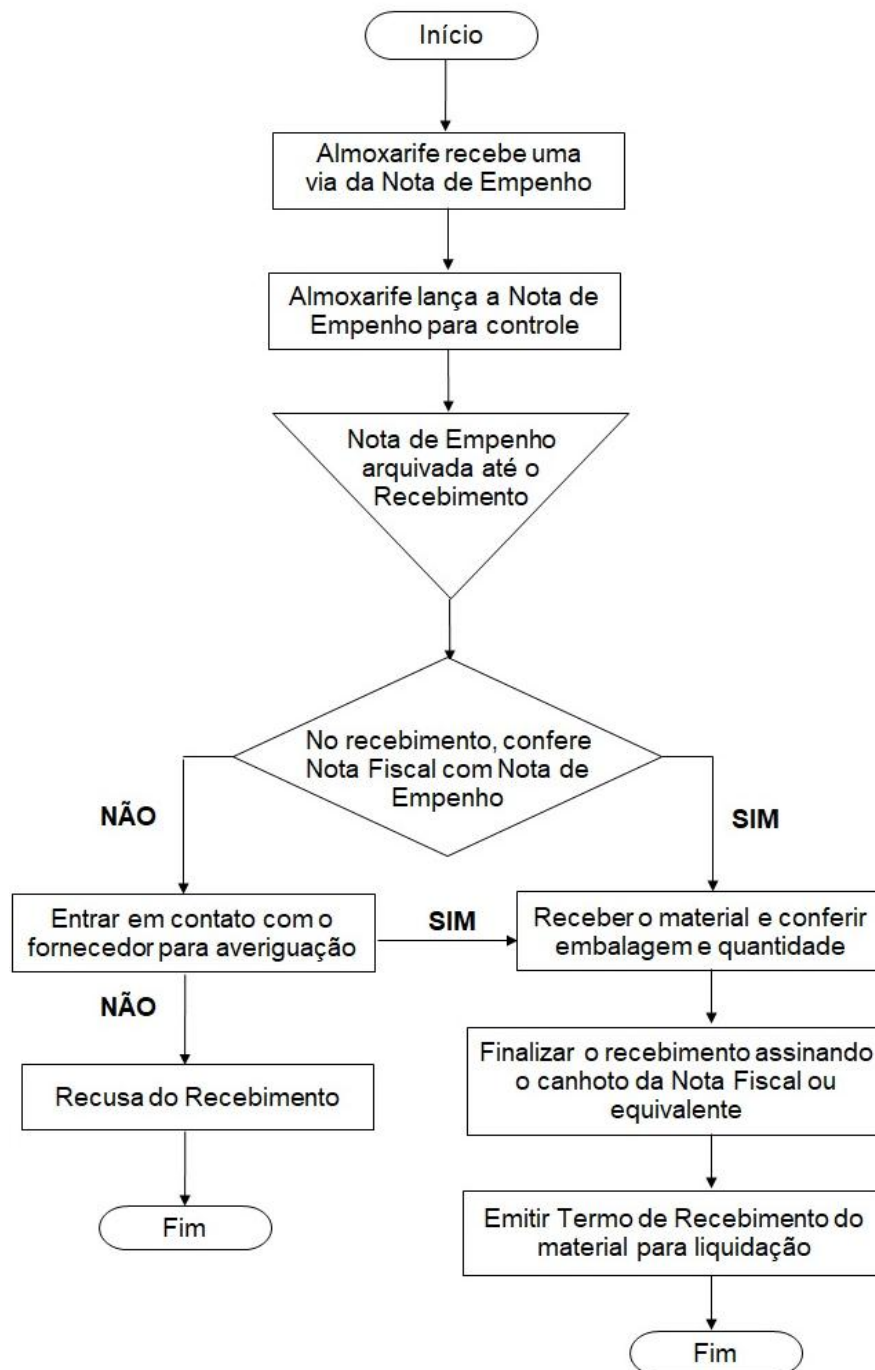 Início
Almoxarife recebe uma
via da Nota de Empenho
Almoxarife lança a Nota de
Empenho para controle
Nota de Empenho
arquivada até o
Recebimento
No recebimento, confere
Nota Fiscal com Nota de
Empenho
NÃO
SIM
Entrar em contato com o
fornecedor para averiguação
SIM
Receber o material e conferir
embalagem e quantidade
NÃO
Recusa do Recebimento
Fim
Finalizar o recebimento assinando
o canhoto da Nota Fiscal ou
equivalente
Emitir Termo de Recebimento do
material para liquidação
Fim